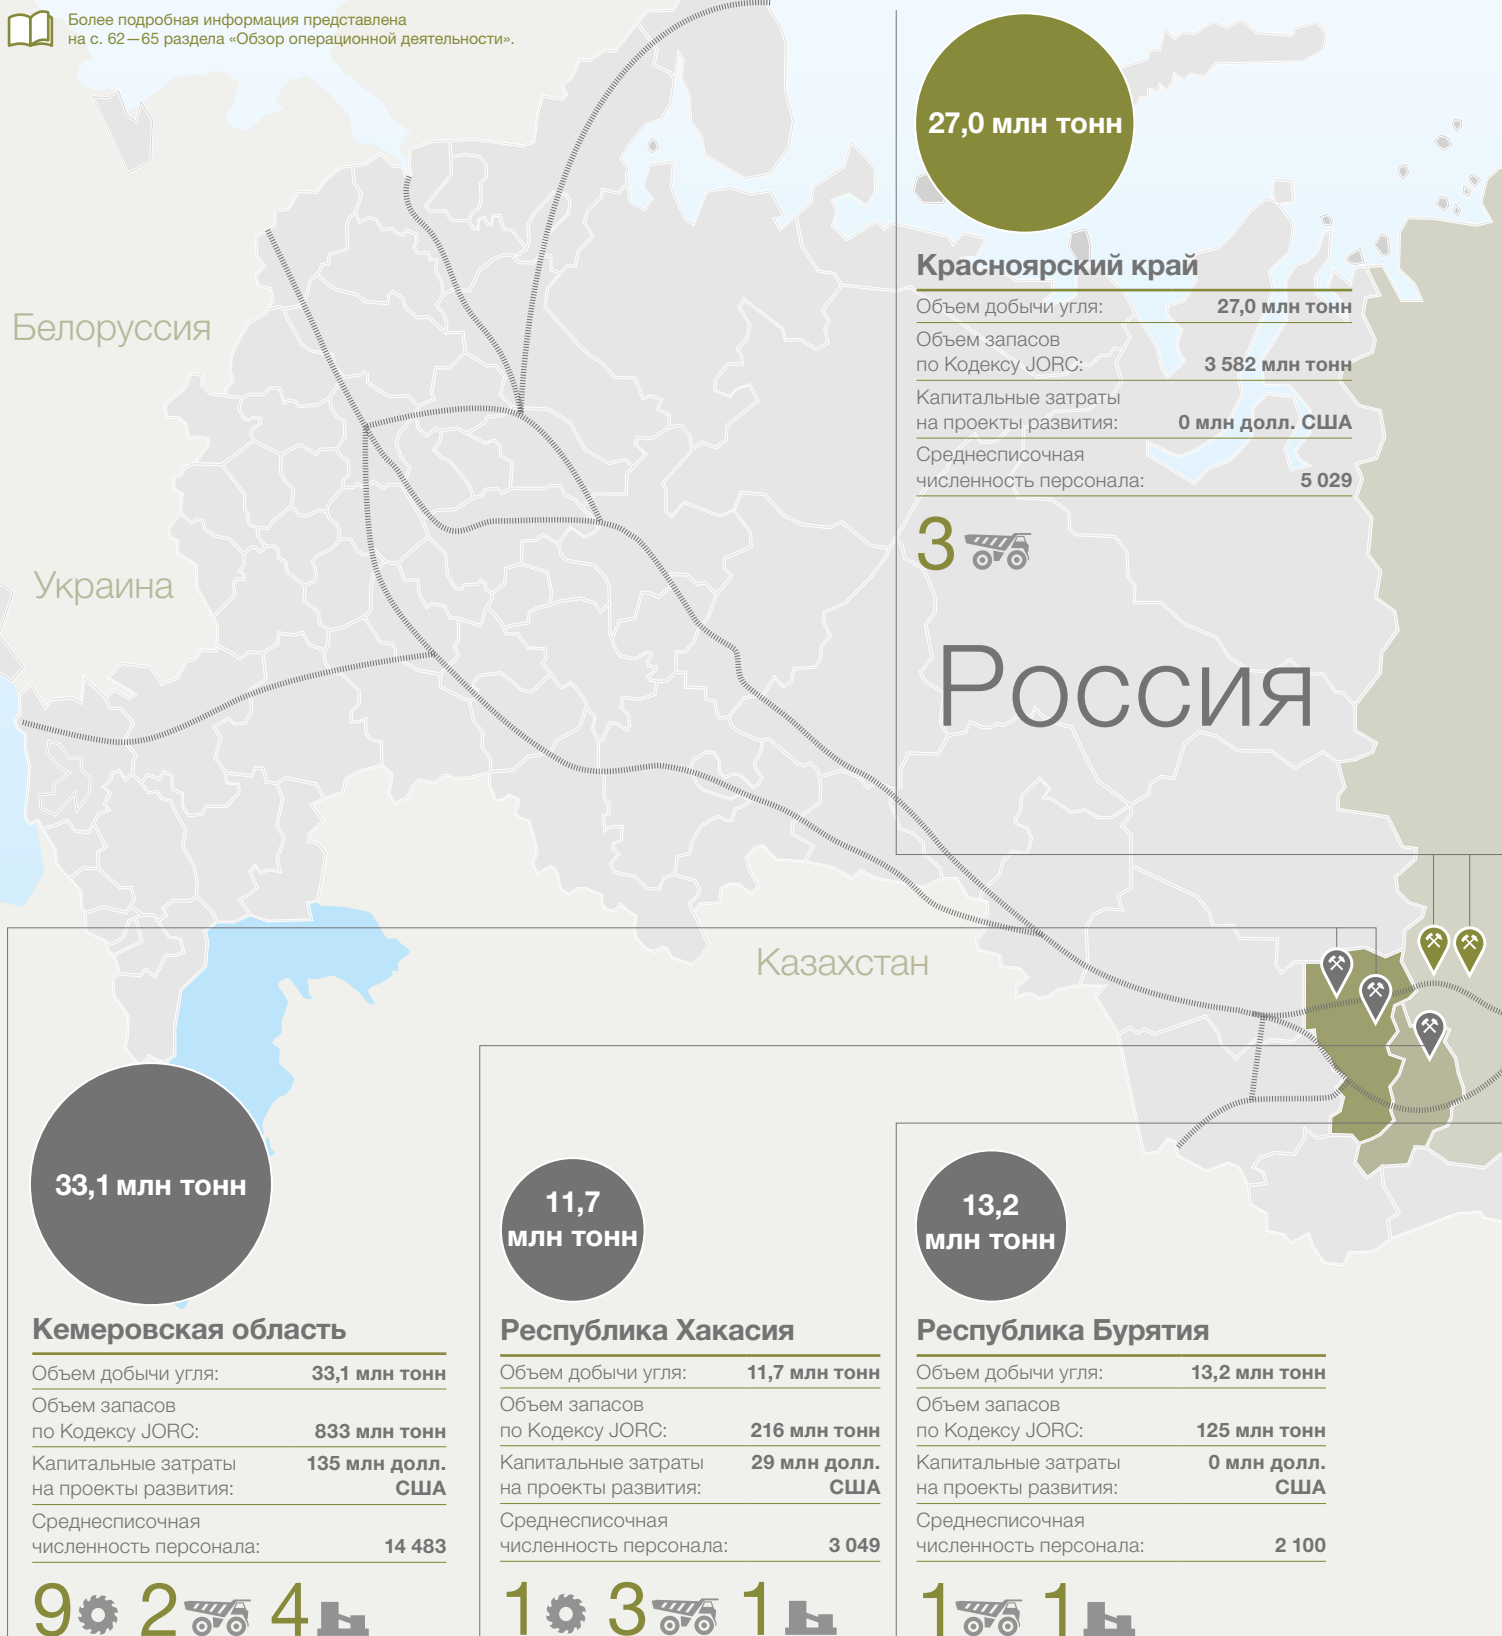 Более подробная информация представлена
на с. 62—65 раздела «Обзор операционной деятельности».
27,0 млн тонн
Красноярский край
Объем добычи угля: 27,0 млн тонн
Объем запасов
по Кодексу JORC: 3 582 млн тонн
Капитальные затраты
на проекты развития: 0 млн долл. США
Среднесписочная
численность персонала: 5 029
3
Белоруссия
Украина
Россия
Казахстан
33,1 млн тонн
Кемеровская область
Объем добычи угля: 33,1 млн тонн
Объем запасов
по Кодексу JORC: 833 млн тонн
Капитальные затраты 135 млн долл.
на проекты развития: США
Среднесписочная
численность персонала: 14 483
9 2 4
11,7
млн тонн
Республика Хакасия
Объем добычи угля: 11,7 млн тонн
Объем запасов
по Кодексу JORC: 216 млн тонн
Капитальные затраты 29 млн долл.
на проекты развития: США
Среднесписочная
численность персонала: 3 049
1 3 1
13,2
млн тонн
Республика Бурятия
Объем добычи угля: 13,2 млн тонн
Объем запасов
по Кодексу JORC: 125 млн тонн
Капитальные затраты 0 млн долл.
на проекты развития: США
Среднесписочная
численность персонала: 2 100
1 1